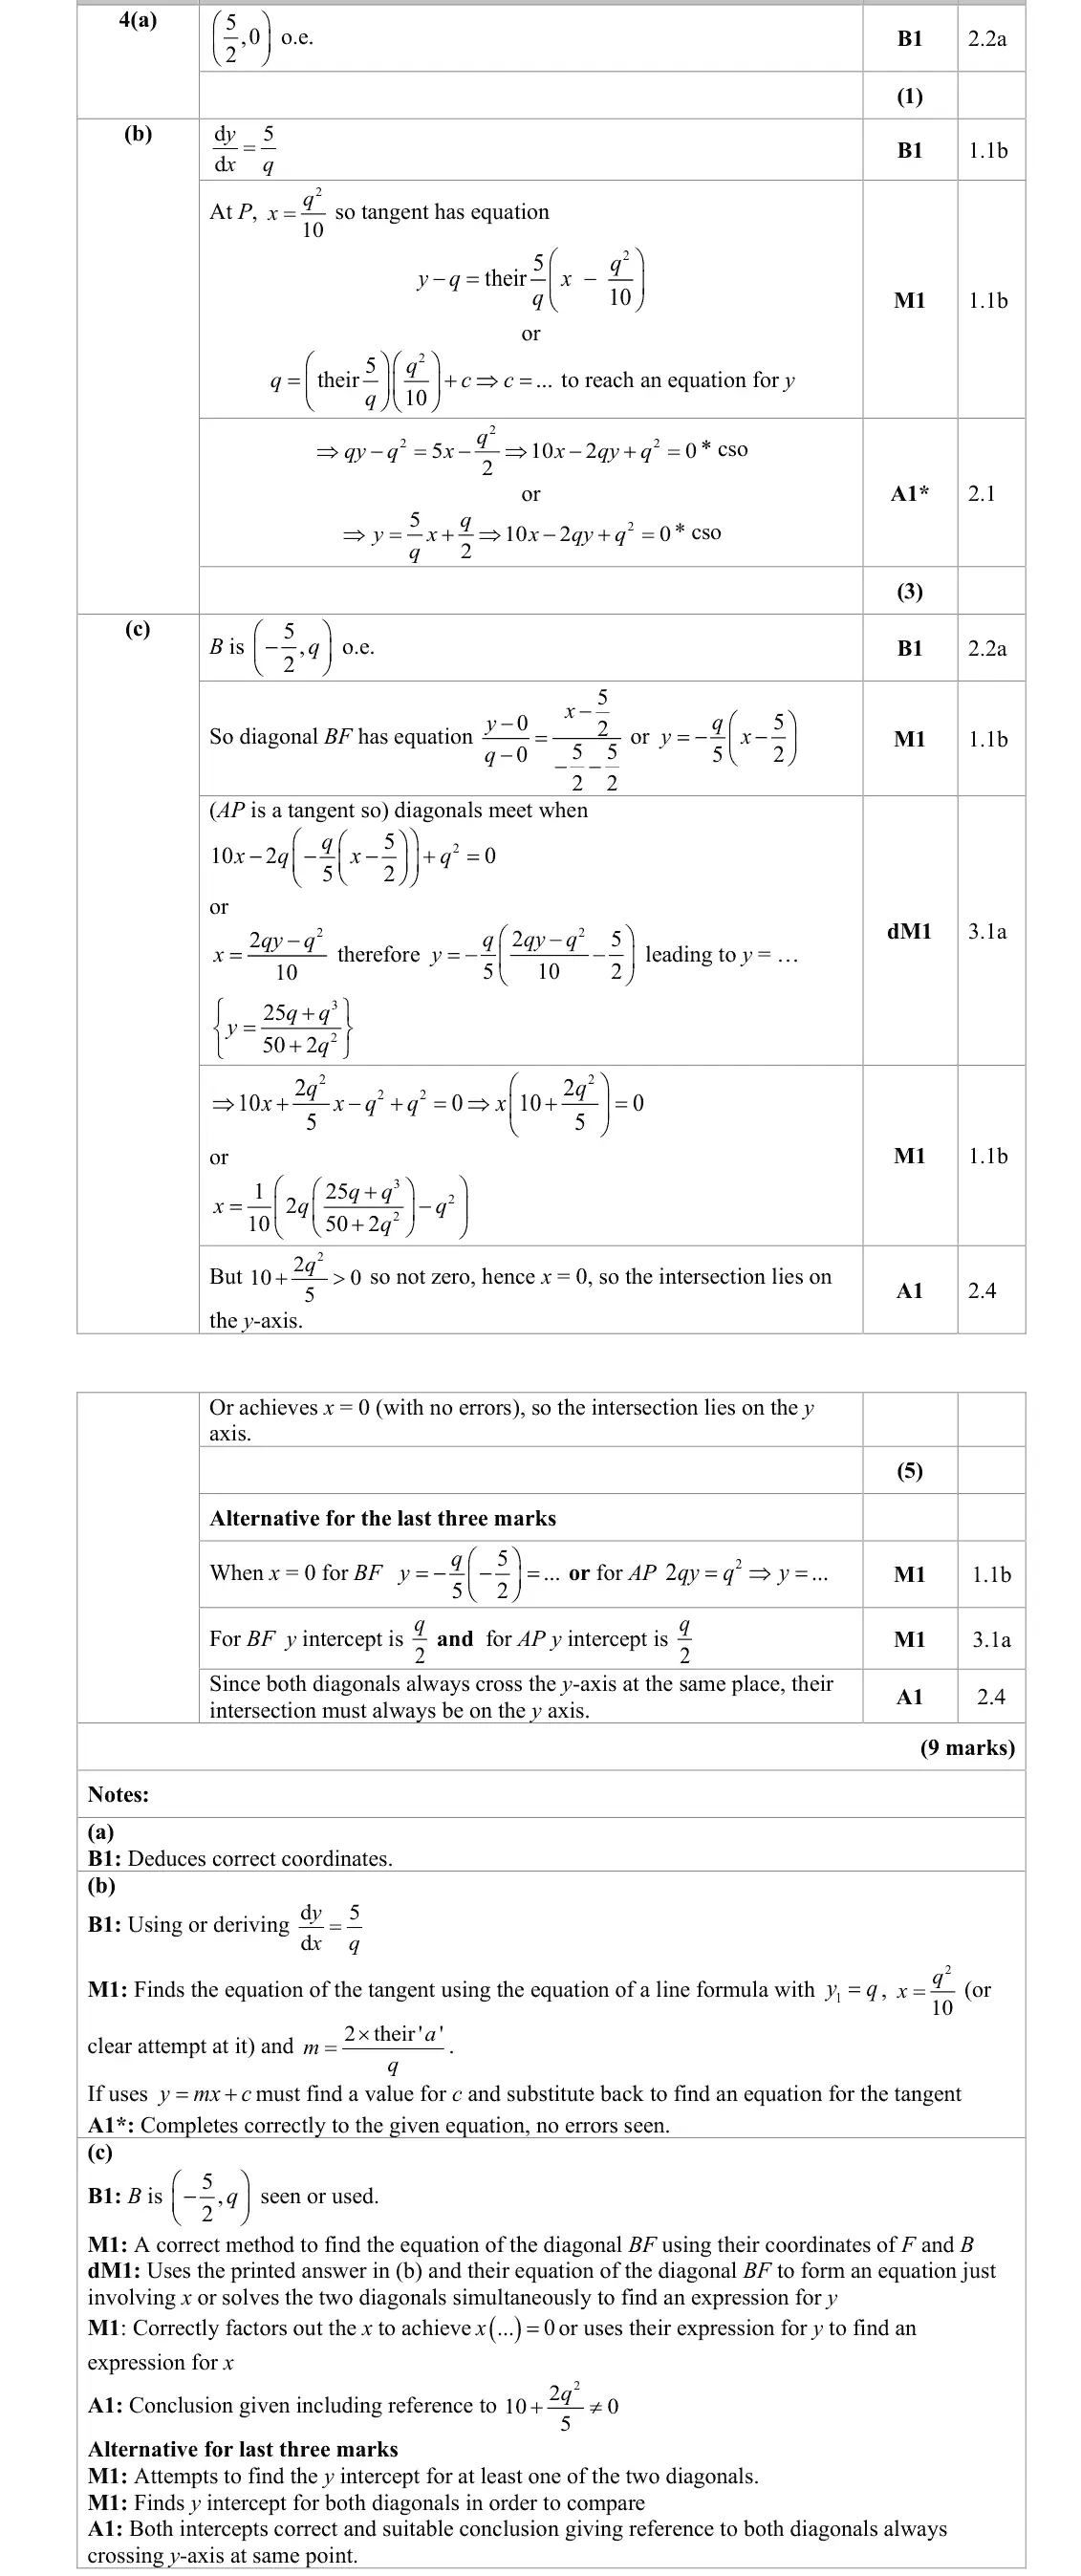 4(a) (5/2, 0) o.e. B1 2.2a
(1)
(b) dy/dx = 5/q B1 1.1b
At P, x = q²/10 so tangent has equation
y − q = their 5/q (x − q²/10) M1 1.1b
or
q = (their 5/q)(q²/10) + c ⇒ c = ... to reach an equation for y
⇒ qy − q² = 5x − q²/2 ⇒ 10x − 2qy + q² = 0 * cso
or A1* 2.1
⇒ y = 5/q x + q/2 ⇒ 10x − 2qy + q² = 0 * cso
(3)
(c) B is (−5/2, q) o.e. B1 2.2a
So diagonal BF has equation (y − 0)/(q − 0) = (x − 5/2)/(−5/2 − 5/2) or y = −q/5 (x − 5/2) M1 1.1b
(AP is a tangent so) diagonals meet when
10x − 2q(−q/5 (x − 5/2)) + q² = 0
or
x = (2qy − q²)/10 therefore y = −q/5 ((2qy − q²)/10 − 5/2) leading to y = … dM1 3.1a
{y = (25q + q³)/(50 + 2q²)}
⇒ 10x + 2q²/5 x − q² + q² = 0 ⇒ x(10 + 2q²/5) = 0
or M1 1.1b
x = 1/10 (2q((25q + q³)/(50 + 2q²)) − q²)
But 10 + 2q²/5 > 0 so not zero, hence x = 0, so the intersection lies on A1 2.4
the y-axis.
Or achieves x = 0 (with no errors), so the intersection lies on the y
axis.
(5)
Alternative for the last three marks
When x = 0 for BF y = −q/5 (−5/2) = ... or for AP 2qy = q² ⇒ y = ... M1 1.1b
For BF y intercept is q/2 and for AP y intercept is q/2 M1 3.1a
Since both diagonals always cross the y-axis at the same place, their A1 2.4
intersection must always be on the y axis.
(9 marks)
Notes:
(a)
B1: Deduces correct coordinates.
(b)
B1: Using or deriving dy/dx = 5/q
M1: Finds the equation of the tangent using the equation of a line formula with y₁ = q, x = q²/10 (or
clear attempt at it) and m = (2 × their 'a')/q.
If uses y = mx + c must find a value for c and substitute back to find an equation for the tangent
A1*: Completes correctly to the given equation, no errors seen.
(c)
B1: B is (−5/2, q) seen or used.
M1: A correct method to find the equation of the diagonal BF using their coordinates of F and B
dM1: Uses the printed answer in (b) and their equation of the diagonal BF to form an equation just
involving x or solves the two diagonals simultaneously to find an expression for y
M1: Correctly factors out the x to achieve x(...) = 0 or uses their expression for y to find an
expression for x
A1: Conclusion given including reference to 10 + 2q²/5 ≠ 0
Alternative for last three marks
M1: Attempts to find the y intercept for at least one of the two diagonals.
M1: Finds y intercept for both diagonals in order to compare
A1: Both intercepts correct and suitable conclusion giving reference to both diagonals always
crossing y-axis at same point.